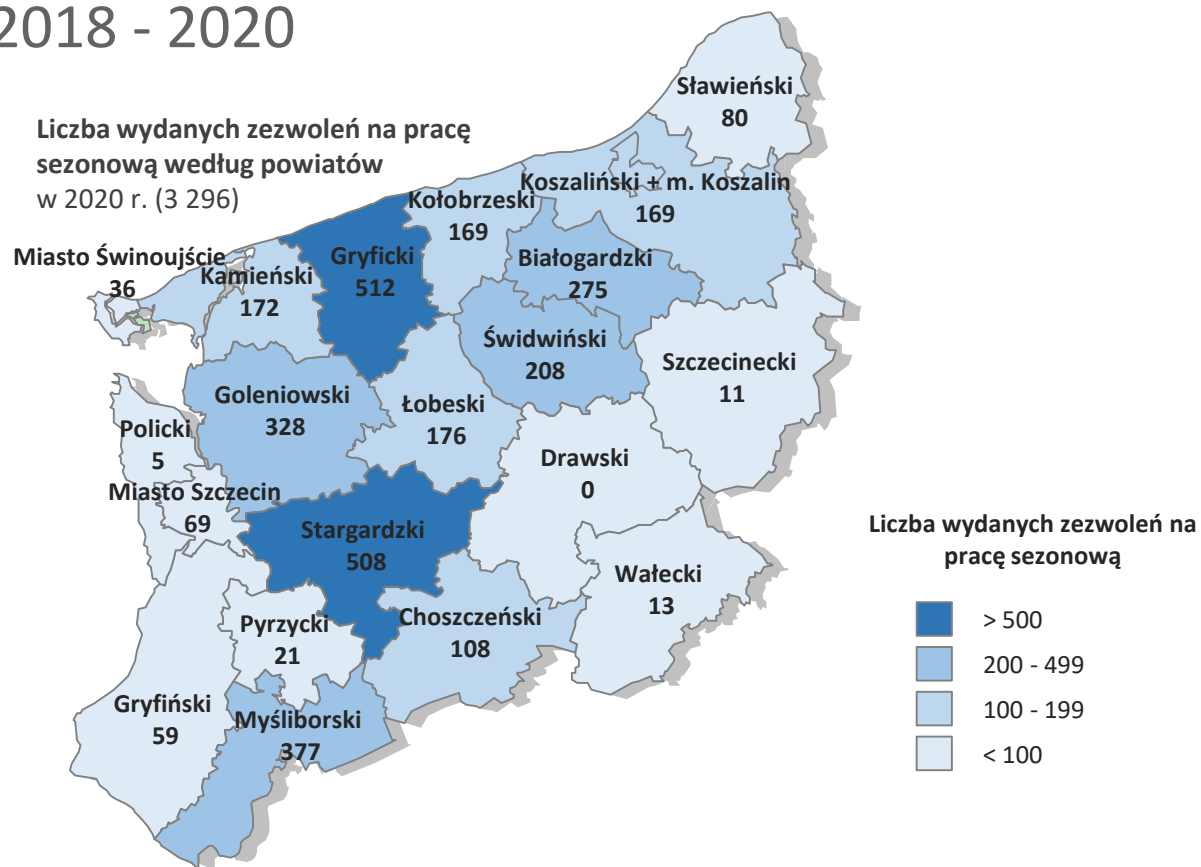 2018 - 2020
Liczba wydanych zezwoleń na pracę
sezonową według powiatów
w 2020 r. (3 296)
Sławieński
80
Koszaliński + m. Koszalin
169
Kołobrzeski
169
Miasto Świnoujście
36
Kamieński
172
Gryficki
512
Białogardzki
275
Świdwiński
208
Szczecinecki
11
Goleniowski
328
Łobeski
176
Policki
5
Drawski
0
Miasto Szczecin
69
Stargardzki
508
Wałecki
13
Choszczeński
108
Pyrzycki
21
Gryfiński
59
Myśliborski
377
Liczba wydanych zezwoleń na
pracę sezonową
> 500
200 - 499
100 - 199
< 100